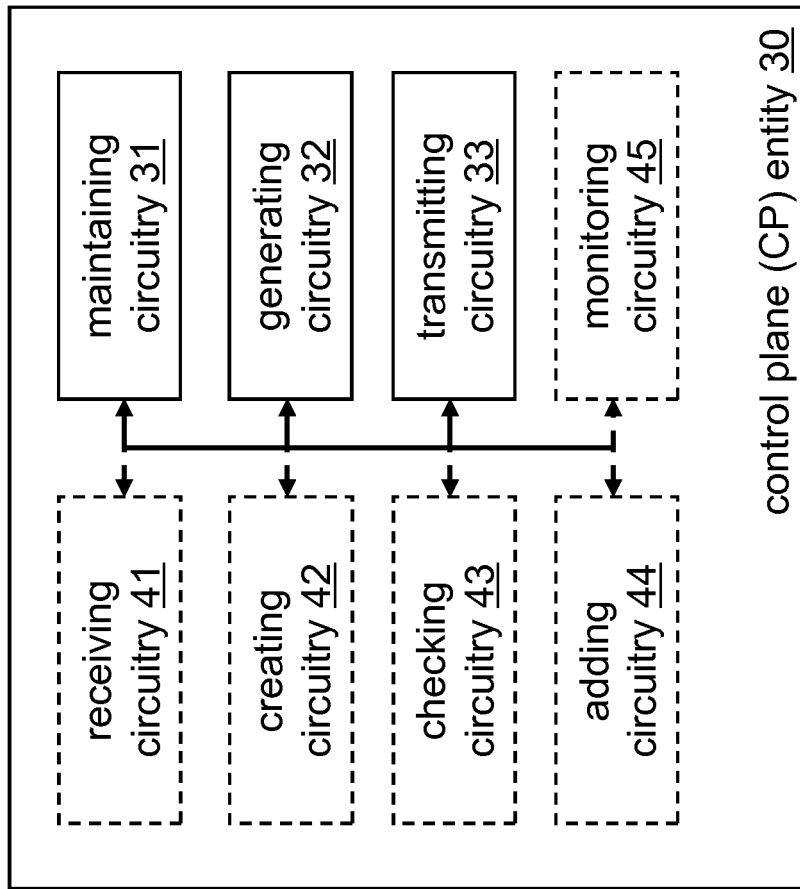 maintaining
circuitry 31
generating
circuitry 32
transmitting
circuitry 33
monitoring
circuitry 45
receiving
circuitry 41
creating
circuitry 42
checking
circuitry 43
adding
circuitry 44
control plane (CP) entity 30